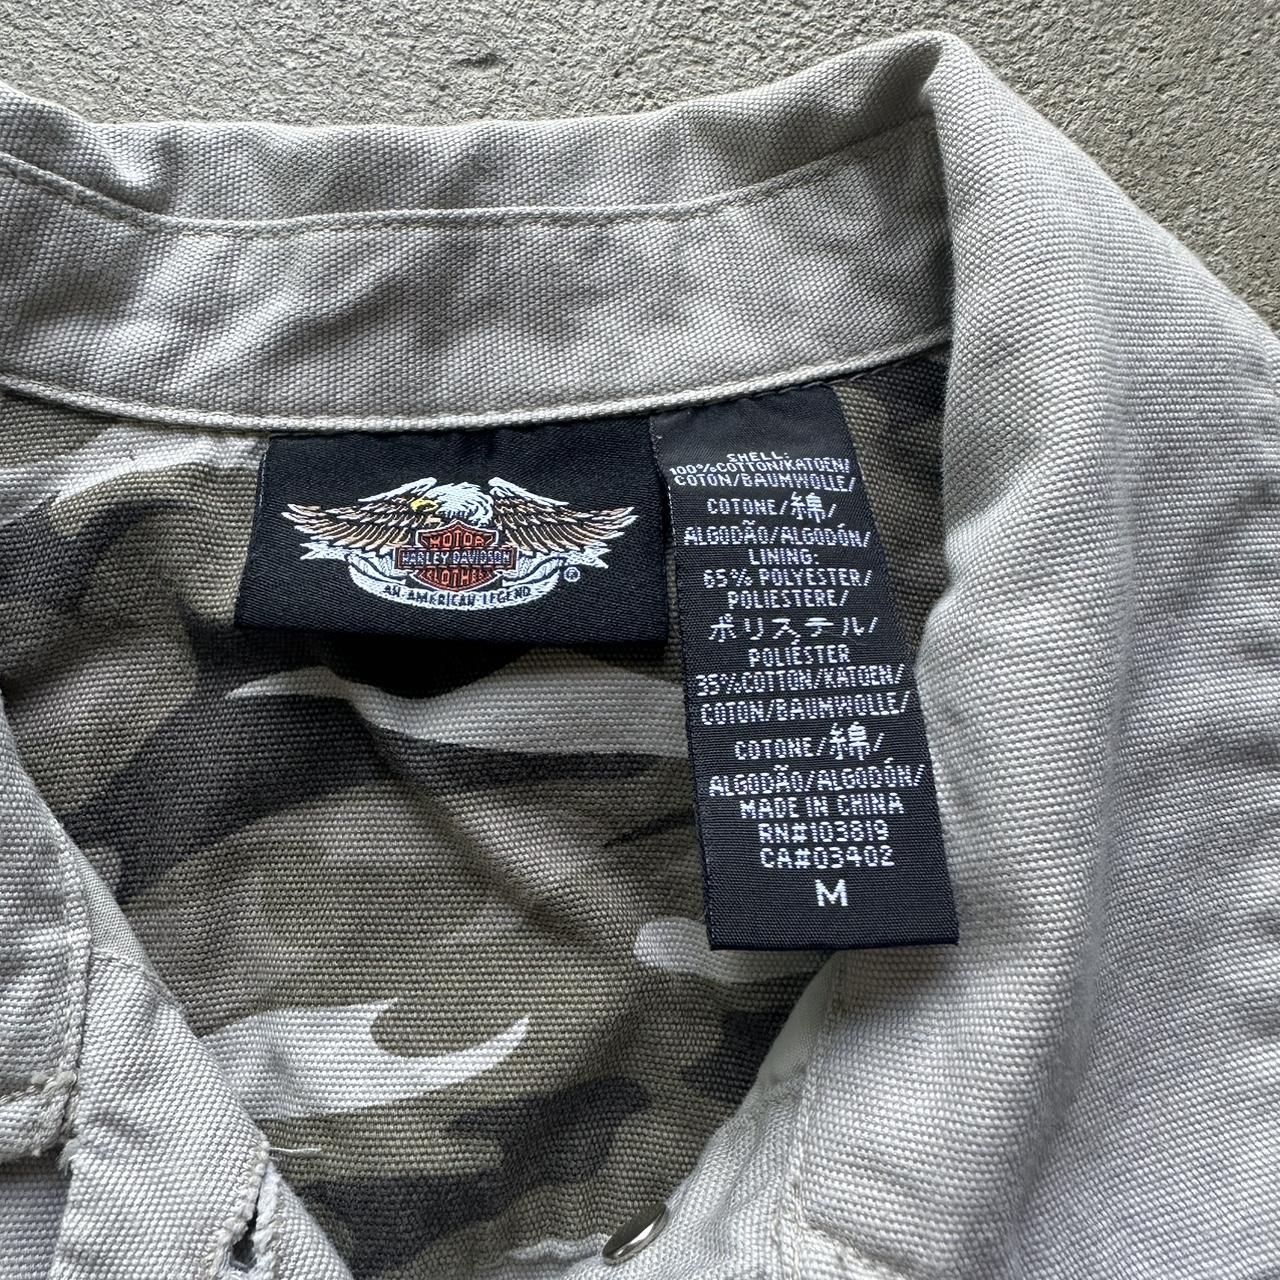 MOTOR
HARLEY-DAVIDSON
CLOTHES
®
AN AMERICAN LEGEND
SHELL:
100%COTTON/KATOEN/
COTON/BAUMWOLLE/
COTONE/綿/
ALGODÃO/ALGODÓN/
LINING:
65% POLYESTER/
POLIESTERE/
ポリステル/
POLIÉSTER
35%COTTON/KATOEN/
COTON/BAUMWOLLE/
COTONE/綿/
ALGODÃO/ALGODÓN/
MADE IN CHINA
RN#103819
CA#03402
M